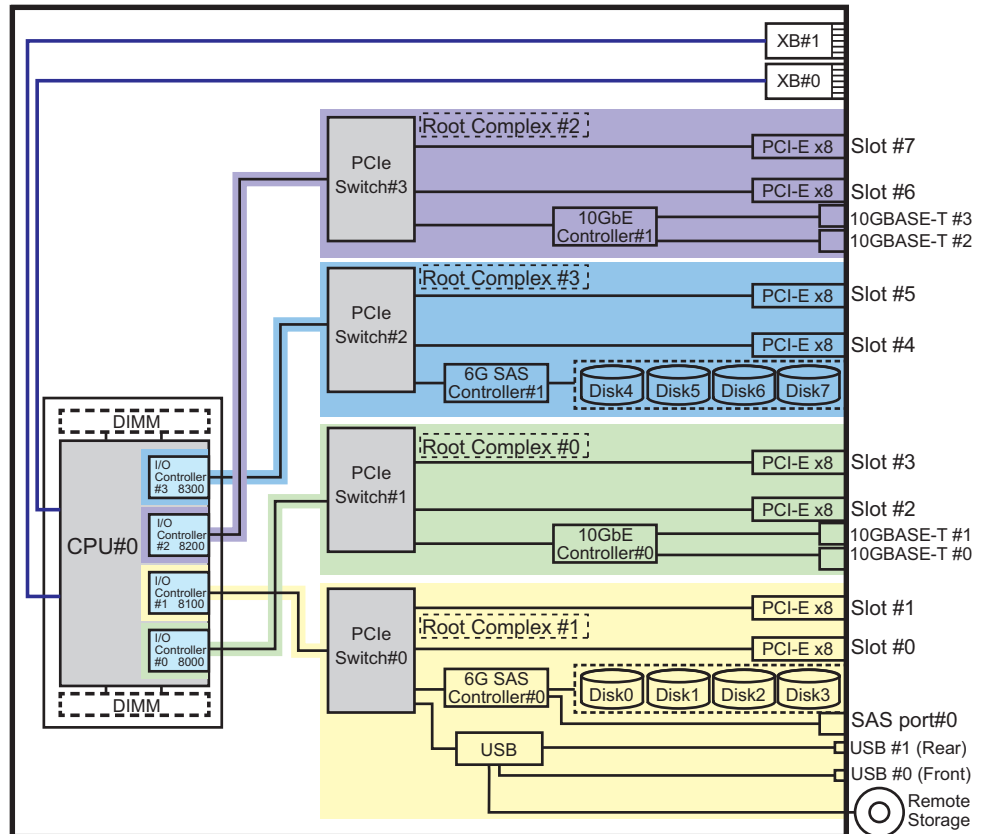 XB#1
XB#0
Root Complex #2
PCIe
Switch#3
PCI-E x8
Slot #7
PCI-E x8
Slot #6
10GbE
Controller#1
10GBASE-T #3
10GBASE-T #2
Root Complex #3
PCIe
Switch#2
PCI-E x8
Slot #5
PCI-E x8
Slot #4
6G SAS
Controller#1
Disk4
Disk5
Disk6
Disk7
DIMM
CPU#0
I/O
Controller
#3 8300
I/O
Controller
#2 8200
I/O
Controller
#1 8100
I/O
Controller
#0 8000
DIMM
Root Complex #0
PCIe
Switch#1
PCI-E x8
Slot #3
PCI-E x8
Slot #2
10GbE
Controller#0
10GBASE-T #1
10GBASE-T #0
Root Complex #1
PCIe
Switch#0
PCI-E x8
Slot #1
PCI-E x8
Slot #0
6G SAS
Controller#0
Disk0
Disk1
Disk2
Disk3
SAS port#0
USB
USB #1 (Rear)
USB #0 (Front)
Remote
Storage